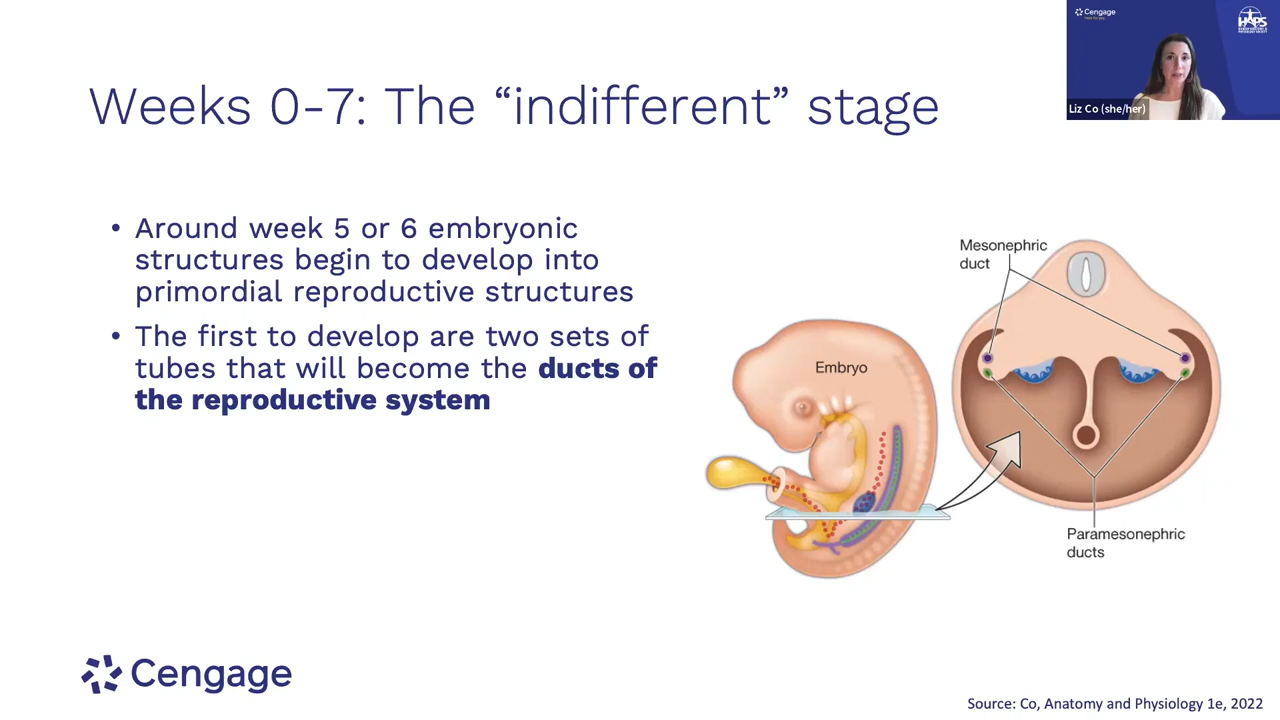 Cengage
HAPS
Liz Co (she/her)
Weeks 0-7: The “indifferent” stage
• Around week 5 or 6 embryonic
structures begin to develop into
primordial reproductive structures
• The first to develop are two sets of
tubes that will become the ducts of
the reproductive system
Mesonephric
duct
Embryo
Paramesonephric
ducts
Cengage
Source: Co, Anatomy and Physiology 1e, 2022